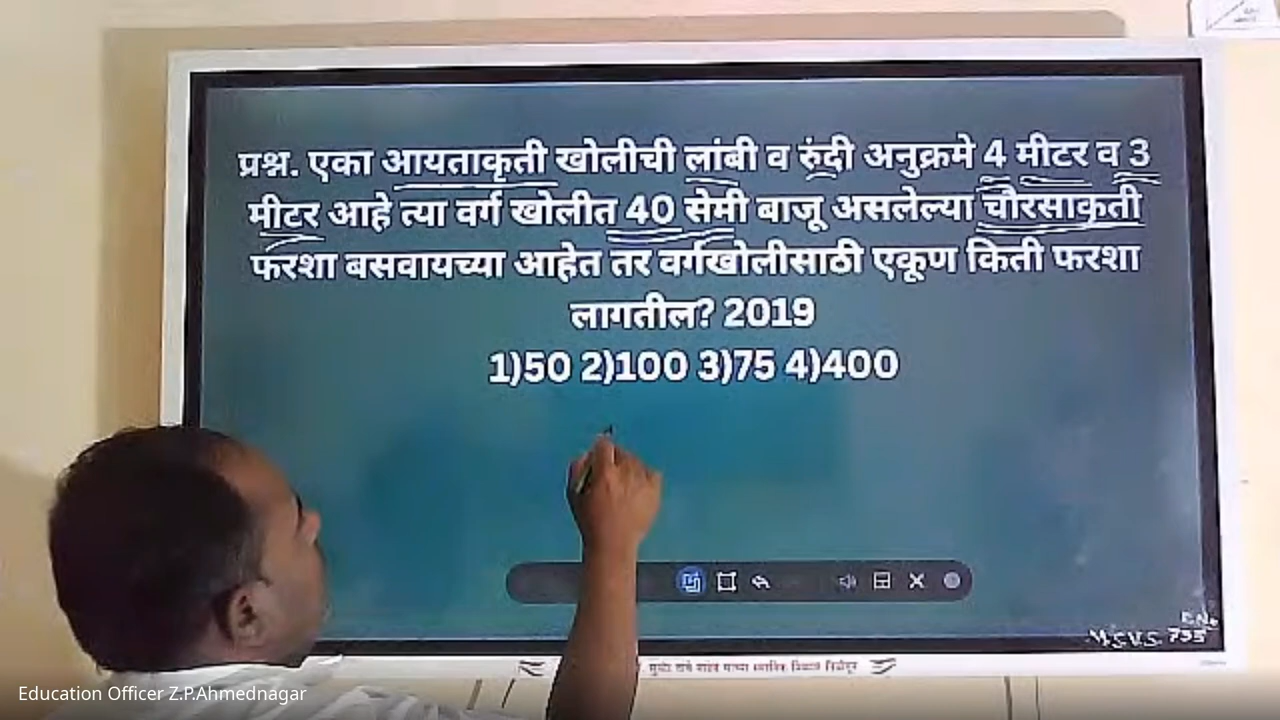 प्रश्न. एका आयताकृती खोलीची लांबी व रुंदी अनुक्रमे 4 मीटर व 3
मीटर आहे त्या वर्ग खोलीत 40 सेमी बाजू असलेल्या चौरसाकृती
फरशा बसवायच्या आहेत तर वर्गखोलीसाठी एकूण किती फरशा
लागतील? 2019
1)50 2)100 3)75 4)400
Education Officer Z.P.Ahmednagar